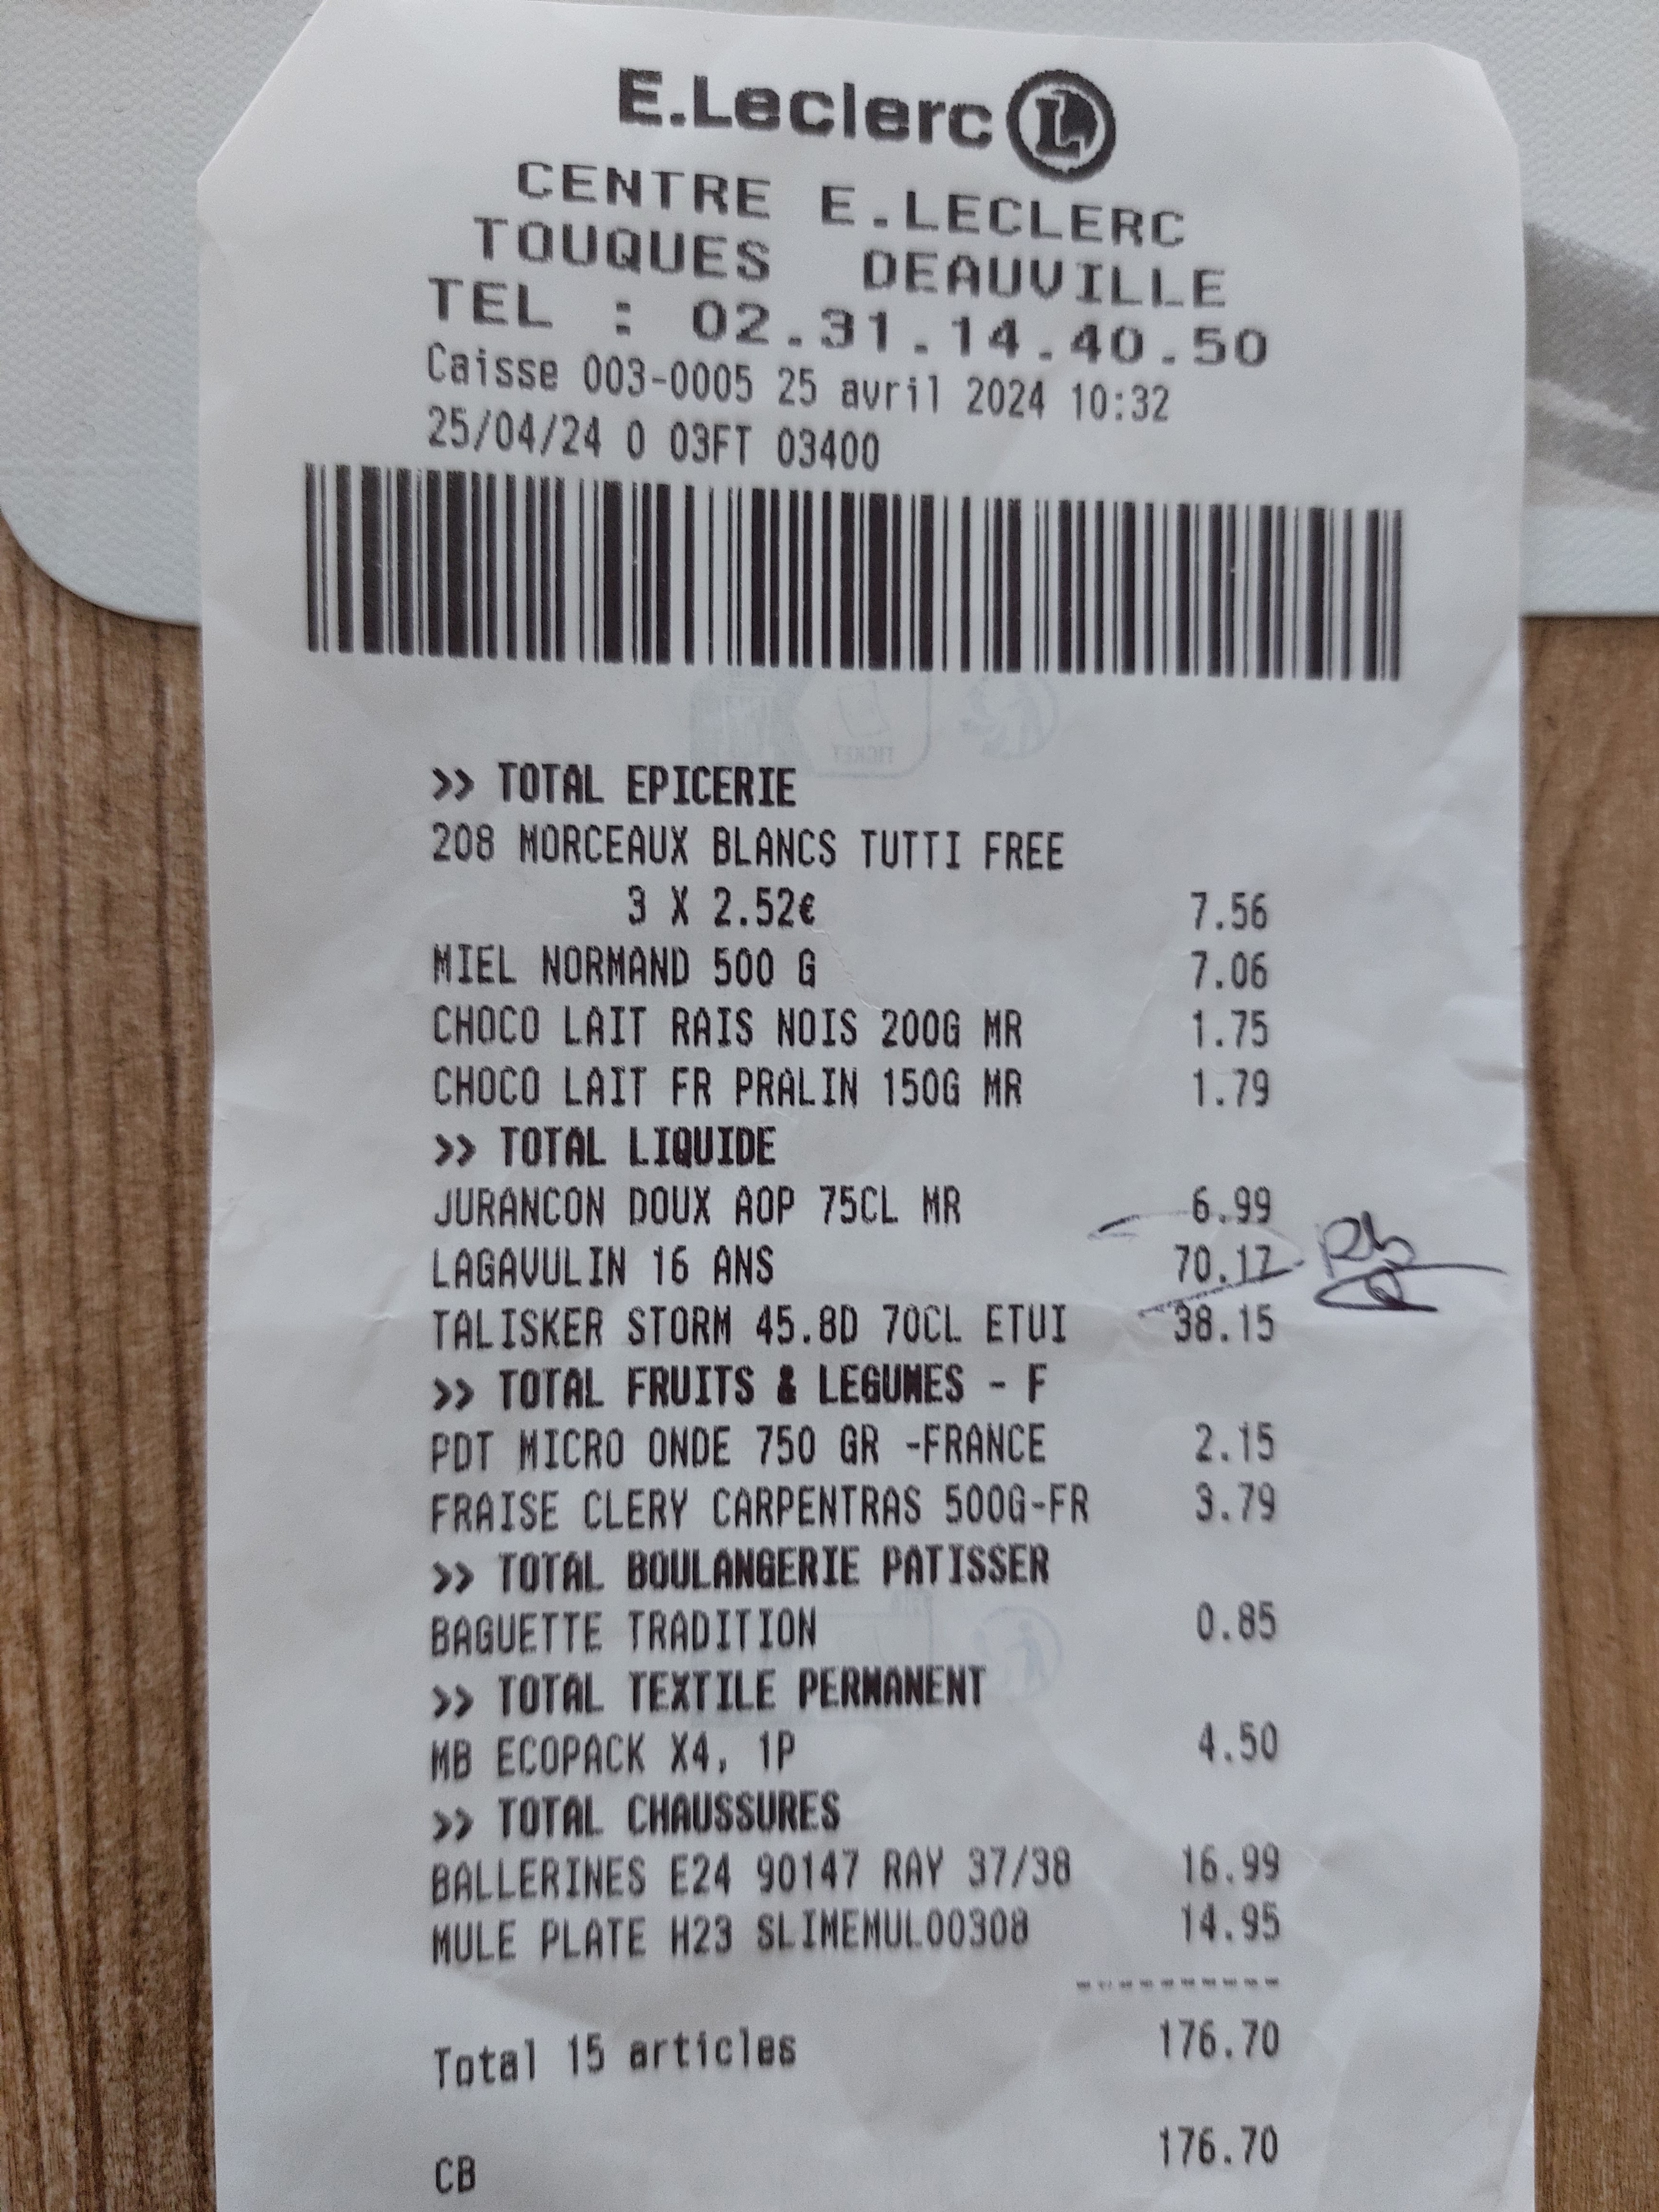 E.Leclerc L
CENTRE E.LECLERC
TOUQUES DEAUVILLE
TEL : 02.31.14.40.50
Caisse 003-0005 25 avril 2024 10:32
25/04/24 0 03FT 03400
>> TOTAL EPICERIE
208 MORCEAUX BLANCS TUTTI FREE
3 X 2.52€ 7.56
MIEL NORMAND 500 G 7.06
CHOCO LAIT RAIS NOIS 200G MR 1.75
CHOCO LAIT FR PRALIN 150G MR 1.79
>> TOTAL LIQUIDE
JURANCON DOUX AOP 75CL MR 6.99
LAGAVULIN 16 ANS 70.17
TALISKER STORM 45.8D 70CL ETUI 38.15
>> TOTAL FRUITS & LEGUMES - F
PDT MICRO ONDE 750 GR -FRANCE 2.15
FRAISE CLERY CARPENTRAS 500G-FR 3.79
>> TOTAL BOULANGERIE PATISSER
BAGUETTE TRADITION 0.85
>> TOTAL TEXTILE PERMANENT
MB ECOPACK X4, 1P 4.50
>> TOTAL CHAUSSURES
BALLERINES E24 90147 RAY 37/38 16.99
MULE PLATE H23 SLIMEMUL00308 14.95
----------
Total 15 articles 176.70
CB 176.70